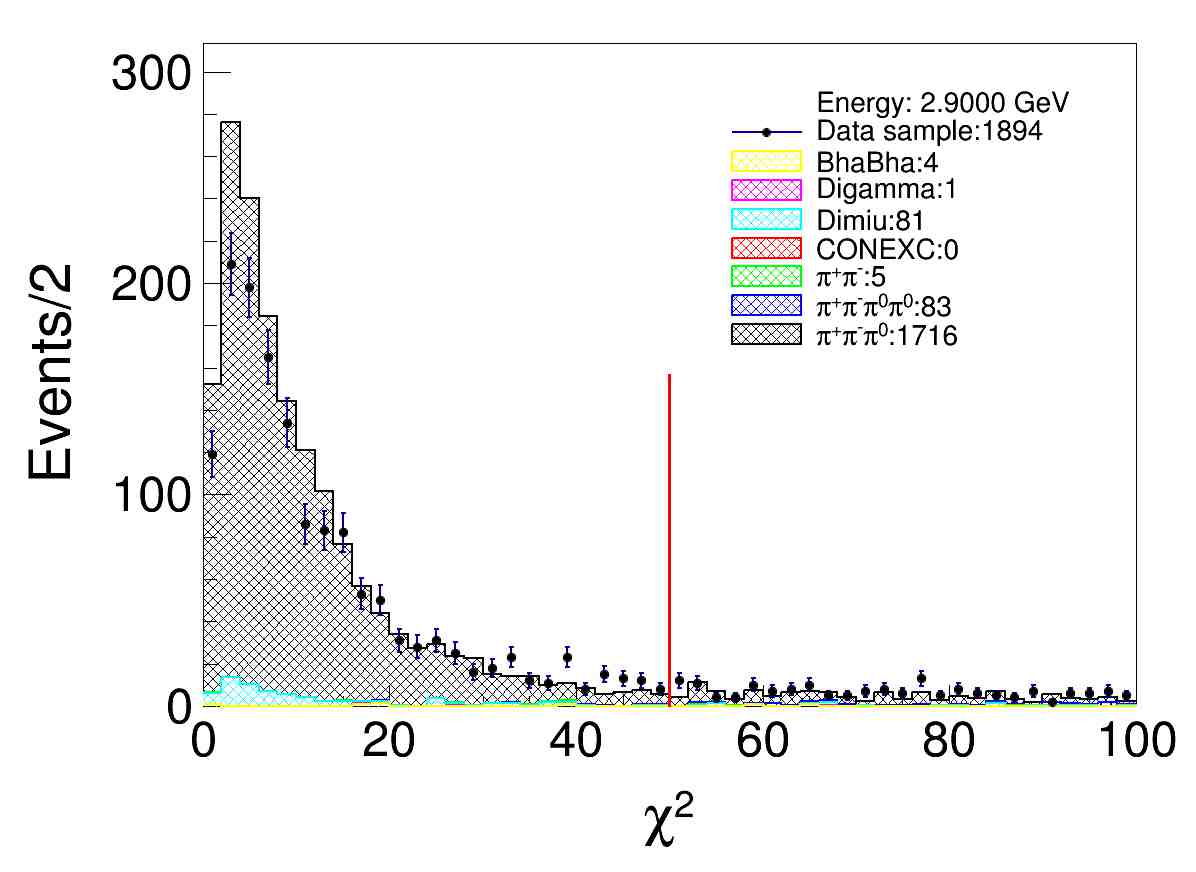 Energy: 2.9000 GeV
Data sample:1894
BhaBha:4
Digamma:1
Dimiu:81
CONEXC:0
π⁺π⁻:5
π⁺π⁻π⁰π⁰:83
π⁺π⁻π⁰:1716
300
200
100
0
Events/2
0 20 40 60 80 100
χ²